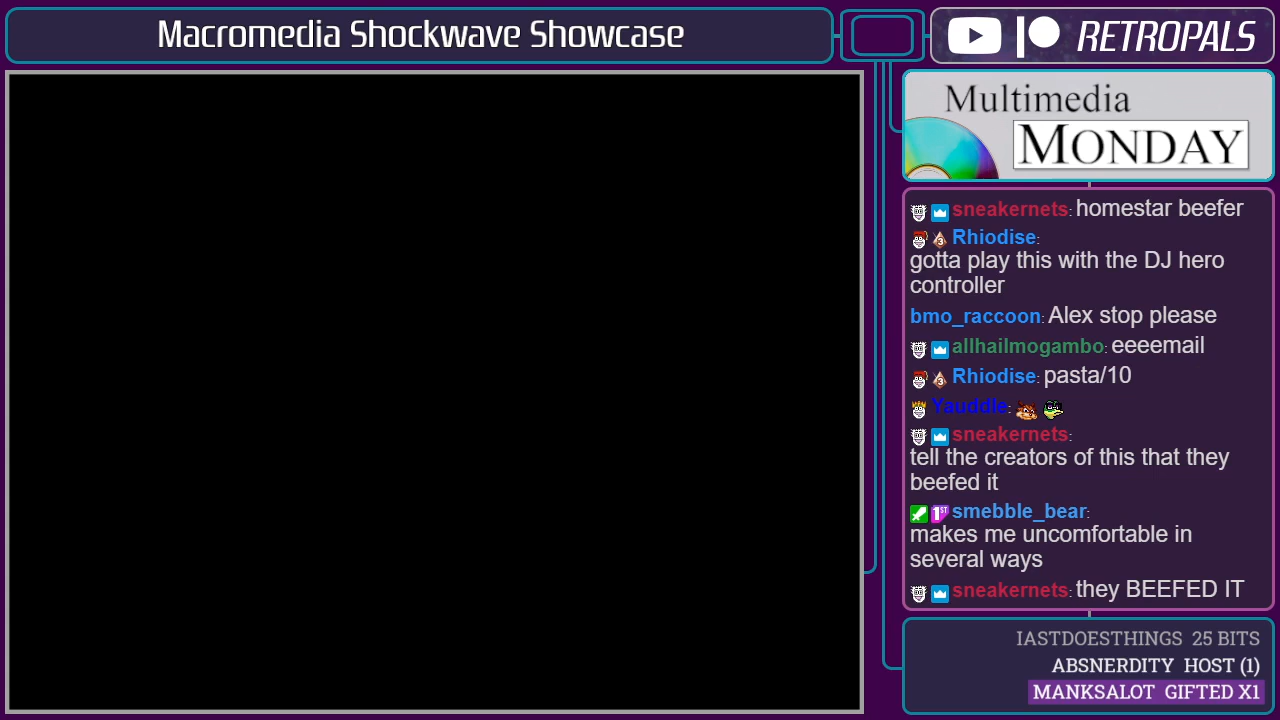 Macromedia Shockwave Showcase
RETROPALS
Multimedia
MONDAY
sneakernets: homestar beefer
Rhiodise:
gotta play this with the DJ hero
controller
bmo_raccoon: Alex stop please
allhailmogambo: eeeemail
Rhiodise: pasta/10
Yauddle:
sneakernets:
tell the creators of this that they
beefed it
1ST smebble_bear:
makes me uncomfortable in
several ways
sneakernets: they BEEFED IT
IASTDOESTHINGS 25 BITS
ABSNERDITY HOST (1)
MANKSALOT GIFTED X1